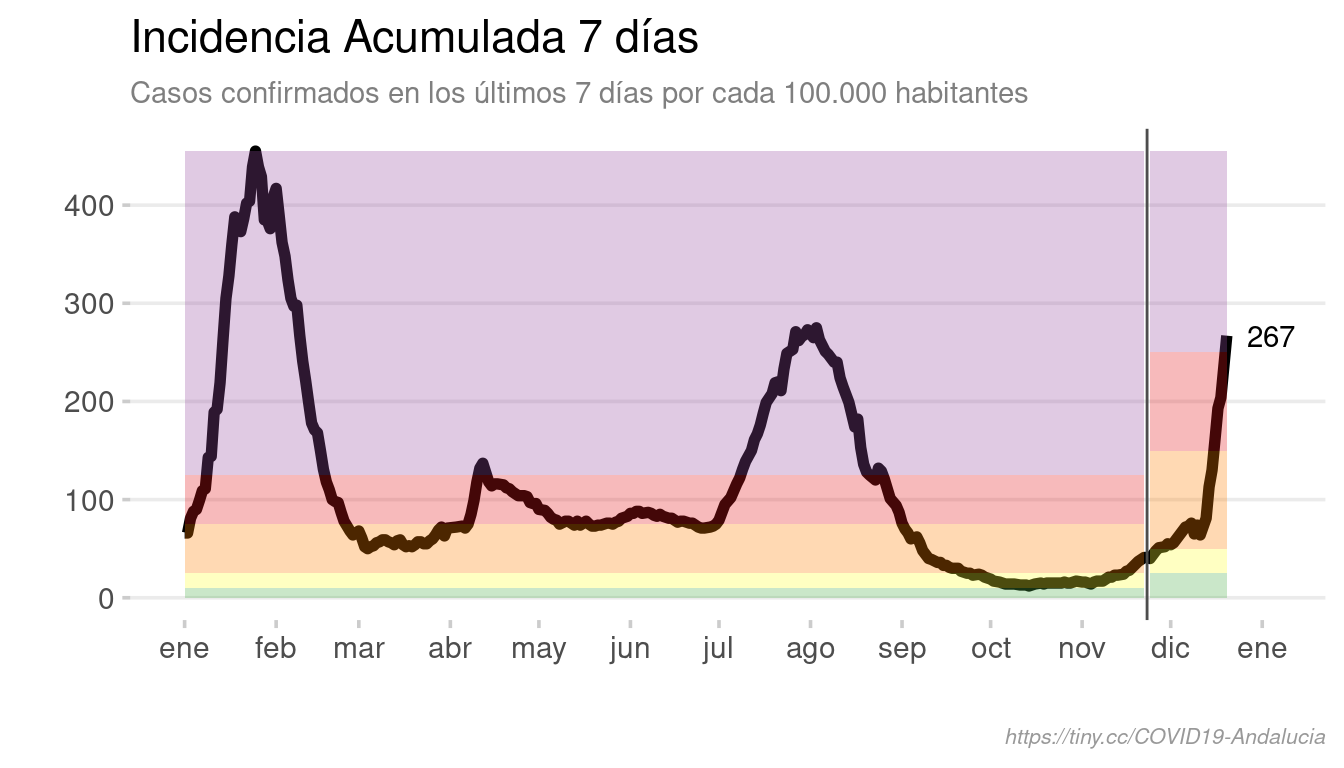 Incidencia Acumulada 7 días
Casos confirmados en los últimos 7 días por cada 100.000 habitantes
400
300
200
100
0
267
ene feb mar abr may jun jul ago sep oct nov dic ene
https://tiny.cc/COVID19-Andalucia